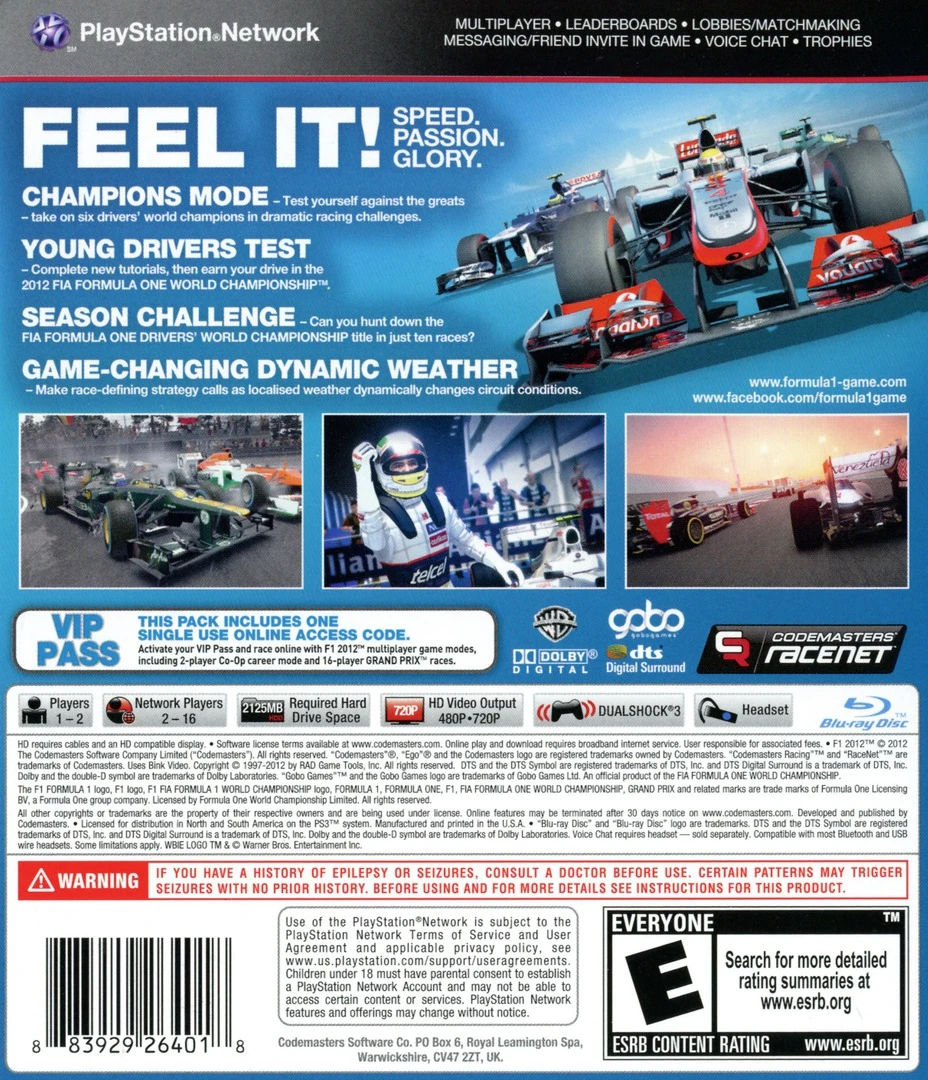 PlayStation®Network
SM
MULTIPLAYER • LEADERBOARDS • LOBBIES/MATCHMAKING
MESSAGING/FRIEND INVITE IN GAME • VOICE CHAT • TROPHIES
FEEL IT!
SPEED.
PASSION.
GLORY.
CHAMPIONS MODE – Test yourself against the greats
– take on six drivers' world champions in dramatic racing challenges.
YOUNG DRIVERS TEST
– Complete new tutorials, then earn your drive in the
2012 FIA FORMULA ONE WORLD CHAMPIONSHIP™.
SEASON CHALLENGE – Can you hunt down the
FIA FORMULA ONE DRIVERS' WORLD CHAMPIONSHIP title in just ten races?
GAME-CHANGING DYNAMIC WEATHER
– Make race-defining strategy calls as localised weather dynamically changes circuit conditions.
vodafone
www.formula1-game.com
www.facebook.com/formula1game
telcel
TOTAL
venezuela
VIP
PASS
THIS PACK INCLUDES ONE
SINGLE USE ONLINE ACCESS CODE.
Activate your VIP Pass and race online with F1 2012™ multiplayer game modes,
including 2-player Co-Op career mode and 16-player GRAND PRIX™ races.
WB
gobo
gobogames
DOLBY®
DIGITAL
dts
Digital Surround
CODEMASTERS
RACENET™
Players
1 – 2
Network Players
2 – 16
2125MB
HDD
Required Hard
Drive Space
720P
HD Video Output
480P•720P
DUALSHOCK®3
Headset
Blu-ray Disc™
HD requires cables and an HD compatible display. • Software license terms available at www.codemasters.com. Online play and download requires broadband internet service. User responsible for associated fees. • F1 2012™ © 2012
The Codemasters Software Company Limited ("Codemasters"). All rights reserved. "Codemasters"®, "Ego"® and the Codemasters logo are registered trademarks owned by Codemasters. "Codemasters Racing"™ and "RaceNet"™ are
trademarks of Codemasters. Uses Bink Video. Copyright © 1997-2012 by RAD Game Tools, Inc. All rights reserved. DTS and the DTS Symbol are registered trademarks of DTS, Inc. and DTS Digital Surround is a trademark of DTS, Inc.
Dolby and the double-D symbol are trademarks of Dolby Laboratories. "Gobo Games"™ and the Gobo Games logo are trademarks of Gobo Games Ltd. An official product of the FIA FORMULA ONE WORLD CHAMPIONSHIP.
The F1 FORMULA 1 logo, F1 logo, F1 FIA FORMULA 1 WORLD CHAMPIONSHIP logo, FORMULA 1, FORMULA ONE, F1, FIA FORMULA ONE WORLD CHAMPIONSHIP, GRAND PRIX and related marks are trade marks of Formula One Licensing
BV, a Formula One group company. Licensed by Formula One World Championship Limited. All rights reserved.
All other copyrights or trademarks are the property of their respective owners and are being used under license. Online features may be terminated after 30 days notice on www.codemasters.com. Developed and published by
Codemasters. • Licensed for distribution in North and South America on the PS3™ system. Manufactured and printed in the U.S.A. • "Blu-ray Disc" and "Blu-ray Disc" logo are trademarks. DTS and the DTS Symbol are registered
trademarks of DTS, Inc. and DTS Digital Surround is a trademark of DTS, Inc. Dolby and the double-D symbol are trademarks of Dolby Laboratories. Voice Chat requires headset — sold separately. Compatible with most Bluetooth and USB
wire headsets. Some limitations apply. WBIE LOGO TM & © Warner Bros. Entertainment Inc.
WARNING
IF YOU HAVE A HISTORY OF EPILEPSY OR SEIZURES, CONSULT A DOCTOR BEFORE USE. CERTAIN PATTERNS MAY TRIGGER
SEIZURES WITH NO PRIOR HISTORY. BEFORE USING AND FOR MORE DETAILS SEE INSTRUCTIONS FOR THIS PRODUCT.
8 83929 26401 8
Use of the PlayStation®Network is subject to the
PlayStation Network Terms of Service and User
Agreement and applicable privacy policy, see
www.us.playstation.com/support/useragreements.
Children under 18 must have parental consent to establish
a PlayStation Network Account and may not be able to
access certain content or services. PlayStation Network
features and offerings may change without notice.
Codemasters Software Co. PO Box 6, Royal Leamington Spa,
Warwickshire, CV47 2ZT, UK.
EVERYONE
TM
E
Search for more detailed
rating summaries at
www.esrb.org
ESRB CONTENT RATING
www.esrb.org